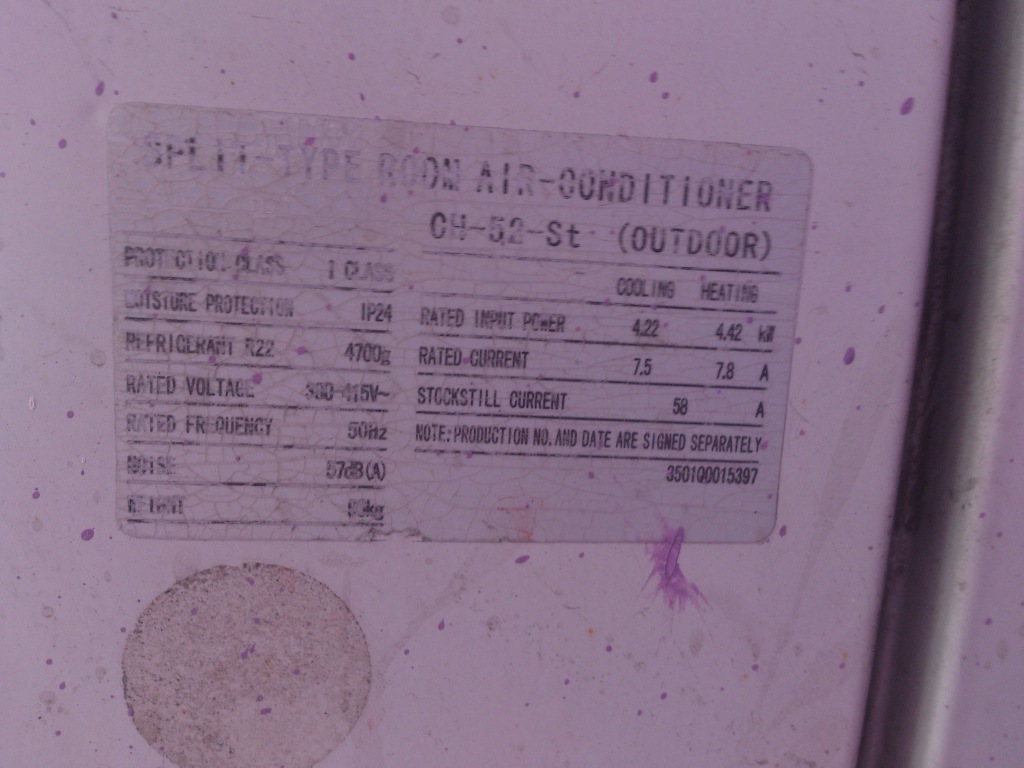 SPLIT-TYPE ROOM AIR-CONDITIONER
CH-52-St (OUTDOOR)
PROTECTION CLASS I CLASS
MOISTURE PROTECTION IP24
REFRIGERANT R22 4700g
RATED VOLTAGE 380-415V~
RATED FREQUENCY 50Hz
NOISE 57dB(A)
WEIGHT
COOLING HEATING
RATED INPUT POWER 4.22 4.42 kW
RATED CURRENT 7.5 7.8 A
STOCKSTILL CURRENT 58 A
NOTE:PRODUCTION NO. AND DATE ARE SIGNED SEPARATELY
350100015397